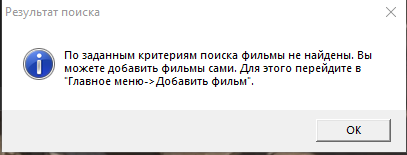 Результат поиска
По заданным критериям поиска фильмы не найдены. Вы
можете добавить фильмы сами. Для этого перейдите в
"Главное меню->Добавить фильм".
OK